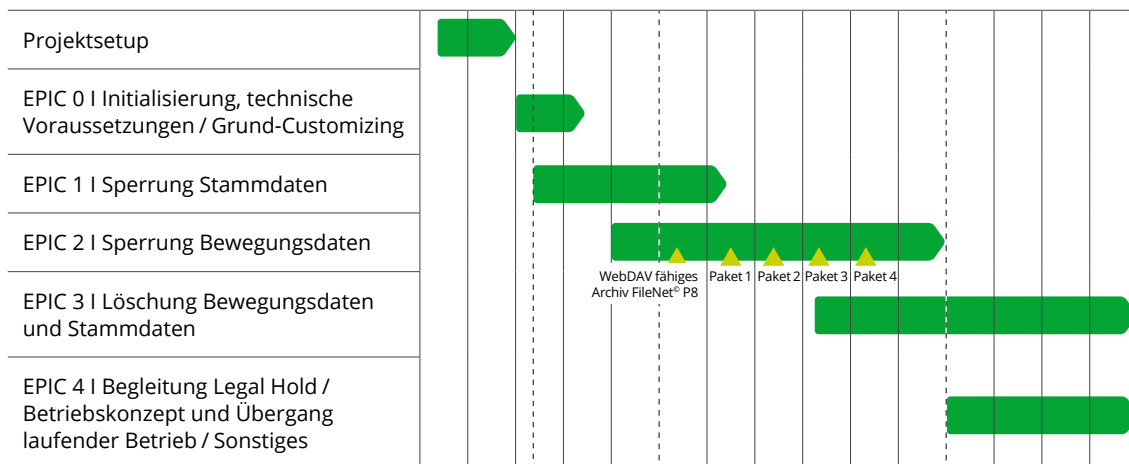 Projektsetup
EPIC 0 I Initialisierung, technische
Voraussetzungen / Grund-Customizing
EPIC 1 I Sperrung Stammdaten
EPIC 2 I Sperrung Bewegungsdaten
WebDAV fähiges
Archiv FileNet© P8
Paket 1
Paket 2
Paket 3
Paket 4
EPIC 3 I Löschung Bewegungsdaten
und Stammdaten
EPIC 4 I Begleitung Legal Hold /
Betriebskonzept und Übergang
laufender Betrieb / Sonstiges